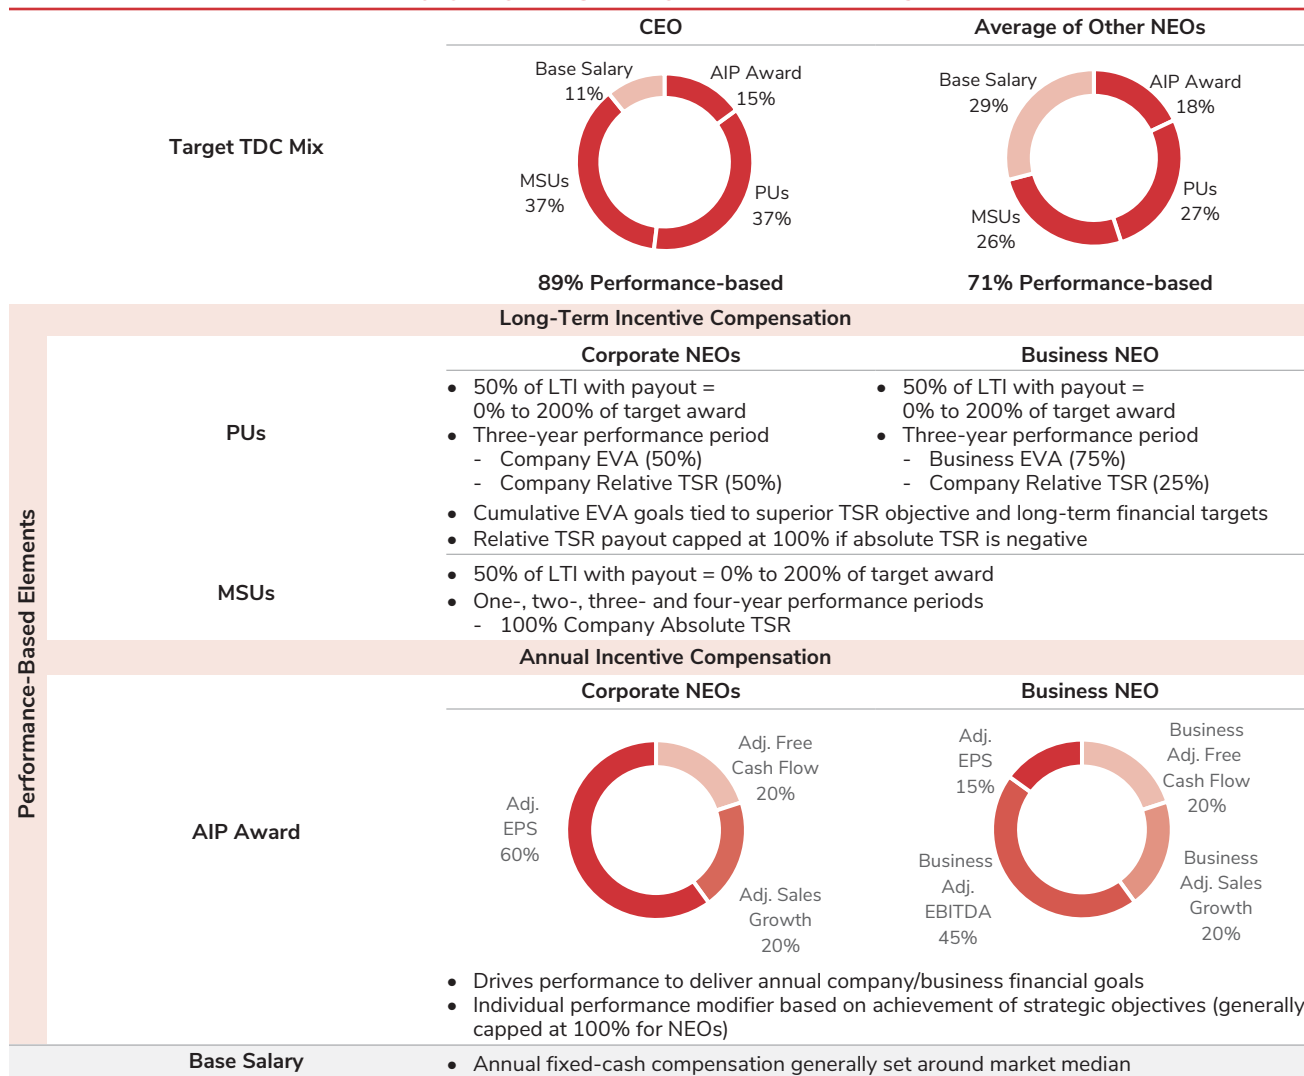 CEO
Average of Other NEOs
Target TDC Mix
Base Salary
11%
AIP Award
15%
MSUs
37%
PUs
37%
89% Performance-based
Base Salary
29%
AIP Award
18%
MSUs
26%
PUs
27%
71% Performance-based
Performance-Based Elements
Long-Term Incentive Compensation
Corporate NEOs
Business NEO
PUs
• 50% of LTI with payout =
0% to 200% of target award
• Three-year performance period
- Company EVA (50%)
- Company Relative TSR (50%)
• 50% of LTI with payout =
0% to 200% of target award
• Three-year performance period
- Business EVA (75%)
- Company Relative TSR (25%)
• Cumulative EVA goals tied to superior TSR objective and long-term financial targets
• Relative TSR payout capped at 100% if absolute TSR is negative
MSUs
• 50% of LTI with payout = 0% to 200% of target award
• One-, two-, three- and four-year performance periods
- 100% Company Absolute TSR
Annual Incentive Compensation
Corporate NEOs
Business NEO
AIP Award
Adj. Free
Cash Flow
20%
Adj.
EPS
60%
Adj. Sales
Growth
20%
Adj.
EPS
15%
Business
Adj. Free
Cash Flow
20%
Business
Adj.
EBITDA
45%
Business
Adj. Sales
Growth
20%
• Drives performance to deliver annual company/business financial goals
• Individual performance modifier based on achievement of strategic objectives (generally
capped at 100% for NEOs)
Base Salary
• Annual fixed-cash compensation generally set around market median